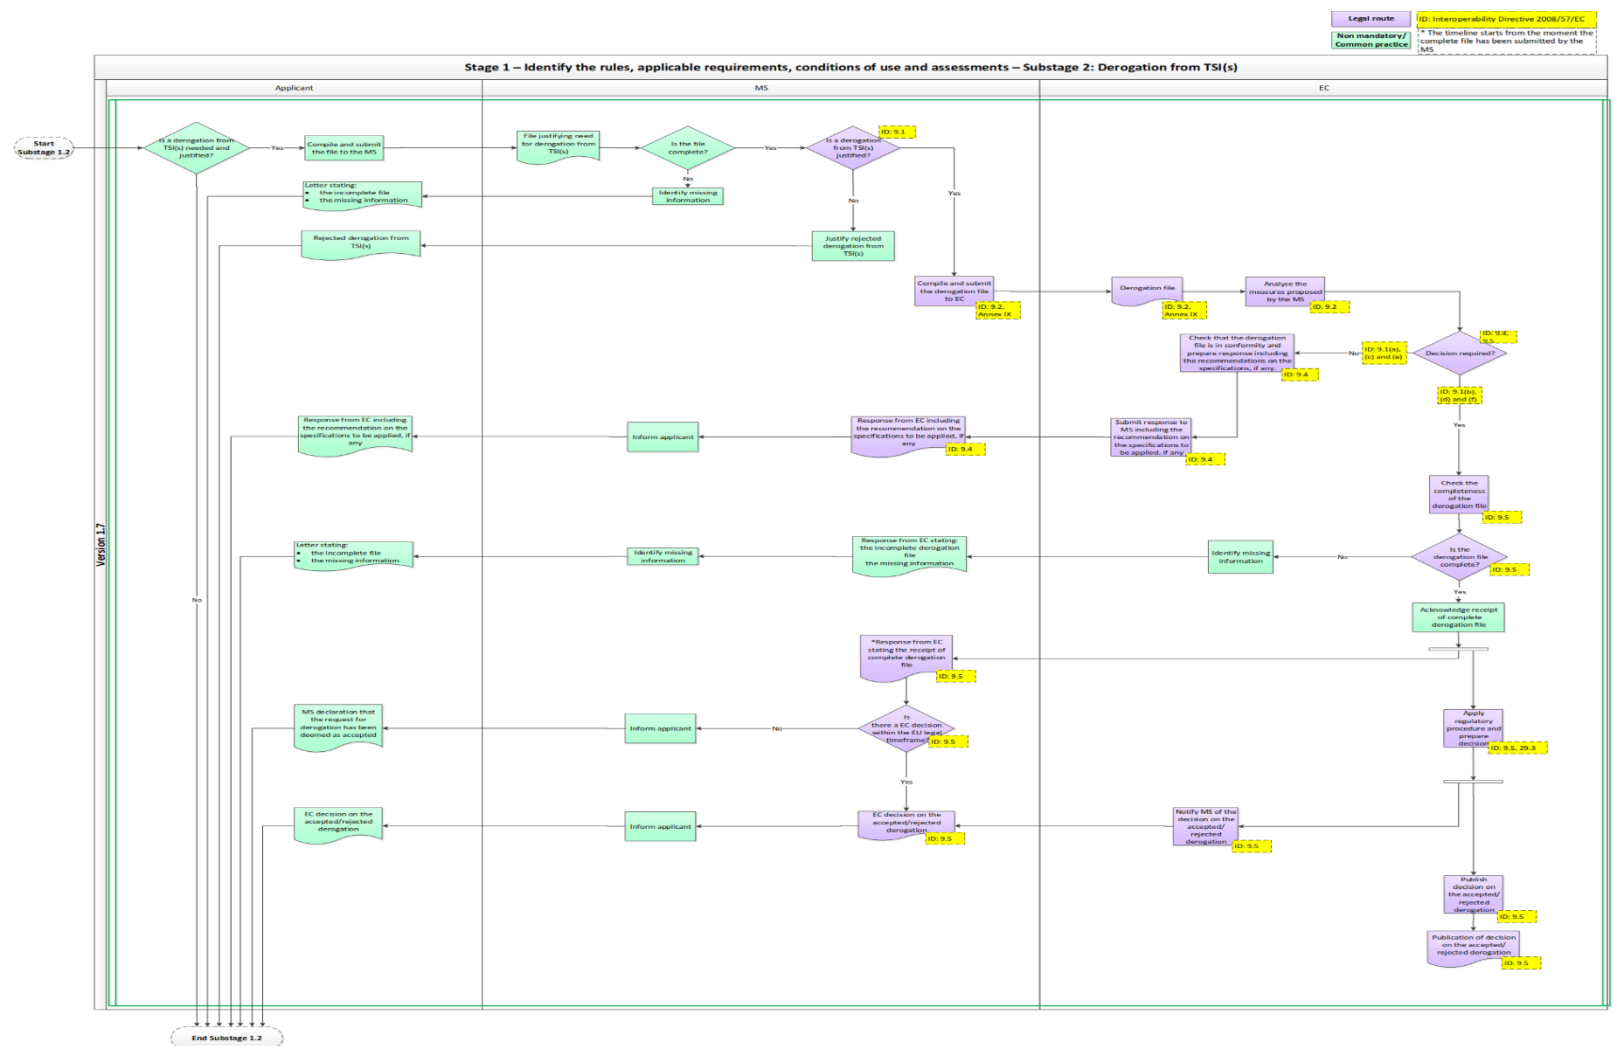 Legal route
ID: Interoperability Directive 2008/57/EC
Non mandatory/
Common practice
* The timeline starts from the moment the
complete file has been submitted by the
MS
Stage 1 – Identify the rules, applicable requirements, conditions of use and assessments – Substage 2: Derogation from TSI(s)
Applicant
MS
EC
Version 1.7
Start
Substage 1.2
Is a derogation from
TSI(s) needed and
justified?
Yes
Compile and submit
the file to the MS
File justifying need
for derogation from
TSI(s)
Is the file
complete?
Yes
Is a derogation
from TSI(s)
justified?
ID: 9.1
No
Identify missing
information
Letter stating:
• the incomplete file
• the missing information
No
Yes
Justify rejected
derogation from
TSI(s)
Rejected derogation from
TSI(s)
Compile and submit
the derogation file
to EC
ID: 9.2,
Annex IX
Derogation file
ID: 9.2,
Annex IX
Analyse the
measures proposed
by the MS
ID: 9.2
Decision required?
ID: 9.4,
9.5
No
ID: 9.1(a),
(c) and (e)
Check that the derogation
file is in conformity and
prepare response including
the recommendations on the
specifications, if any.
ID: 9.4
ID: 9.1(b),
(d) and (f)
Yes
Submit response to
MS including the
recommendation on
the specifications to
be applied, if any
ID: 9.4
Response from EC including
the recommendation on the
specifications to be applied, if
any
ID: 9.4
Inform applicant
Response from EC including
the recommendation on the
specifications to be applied, if
any
Check the
completeness
of the
derogation file
ID: 9.5
Is the
derogation file
complete?
ID: 9.5
No
Identify missing
information
Response from EC stating:
the incomplete derogation
file
the missing information
Identify missing
information
Letter stating:
• the incomplete file
• the missing information
No
Yes
Acknowledge receipt
of complete
derogation file
*Response from EC
stating the receipt of
complete derogation
file
ID: 9.5
Is
there a EC decision
within the EU legal
timeframe?
ID: 9.5
No
Inform applicant
MS declaration that
the request for
derogation has been
deemed as accepted
Apply
regulatory
procedure and
prepare
decision
ID: 9.5, 29.3
Yes
Notify MS of the
decision on the
accepted/
rejected
derogation
ID: 9.5
EC decision on the
accepted/rejected
derogation
ID: 9.5
Inform applicant
EC decision on the
accepted/rejected
derogation
Publish
decision on
the accepted/
rejected
derogation
ID: 9.5
Publication of decision
on the accepted/
rejected derogation
ID: 9.5
End Substage 1.2